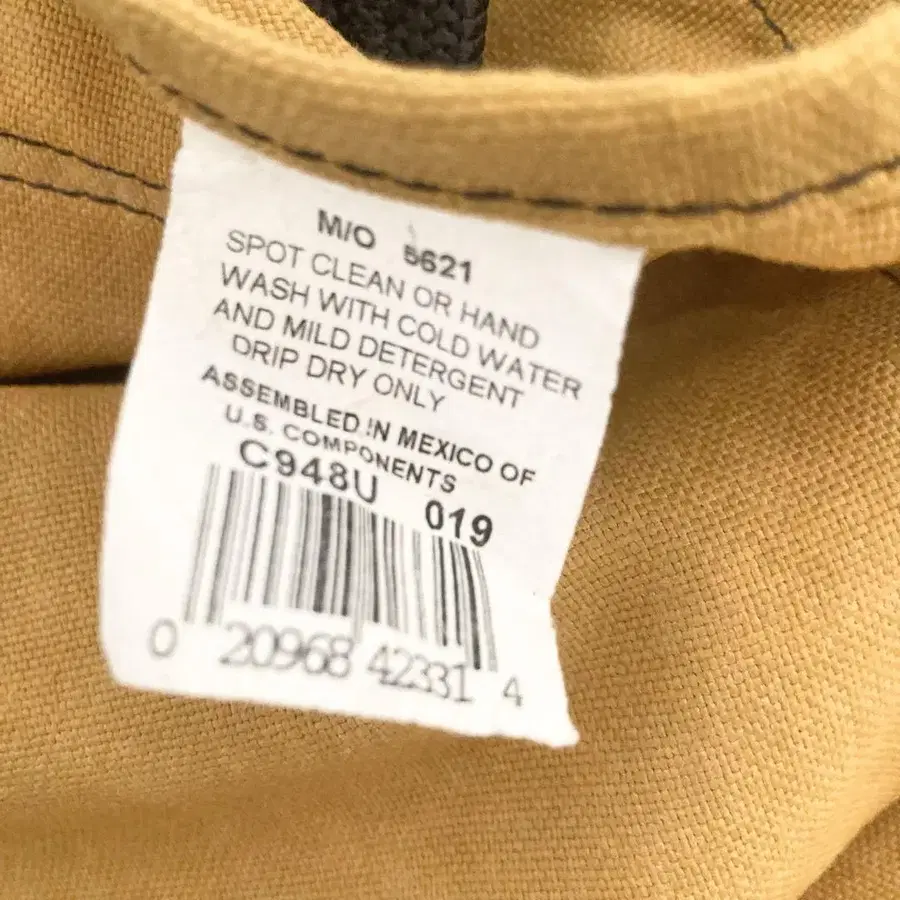 M/O 5621
SPOT CLEAN OR HAND
WASH WITH COLD WATER
AND MILD DETERGENT
DRIP DRY ONLY
ASSEMBLED IN MEXICO OF
U.S. COMPONENTS
C948U 019
0 20968 42331 4